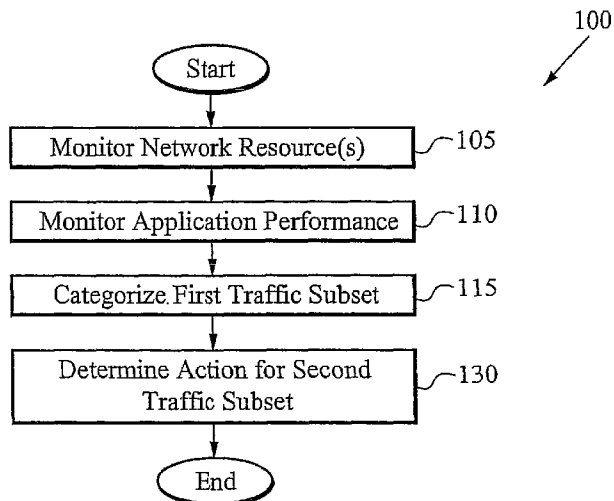 100
Start
Monitor Network Resource(s) 105
Monitor Application Performance 110
Categorize First Traffic Subset 115
Determine Action for Second
Traffic Subset 130
End